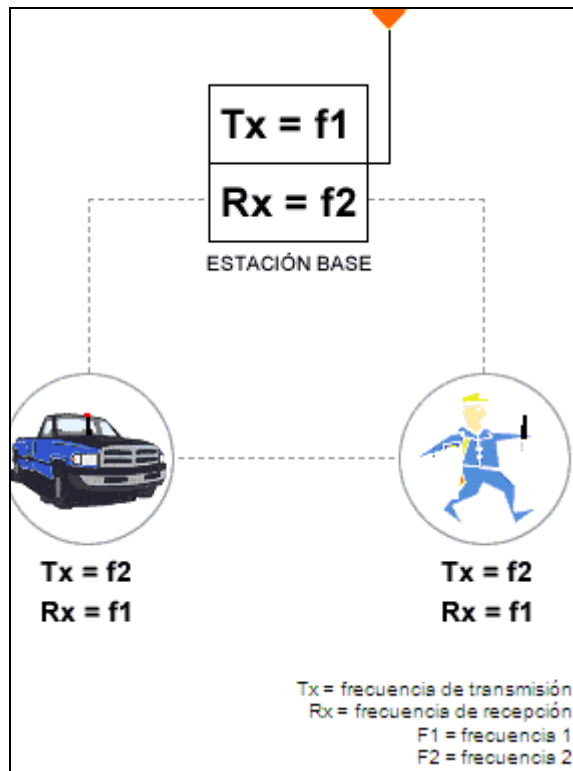 Tx = f1
Rx = f2
ESTACIÓN BASE
Tx = f2
Rx = f1
Tx = f2
Rx = f1
Tx = frecuencia de transmisión
Rx = frecuencia de recepción
F1 = frecuencia 1
F2 = frecuencia 2